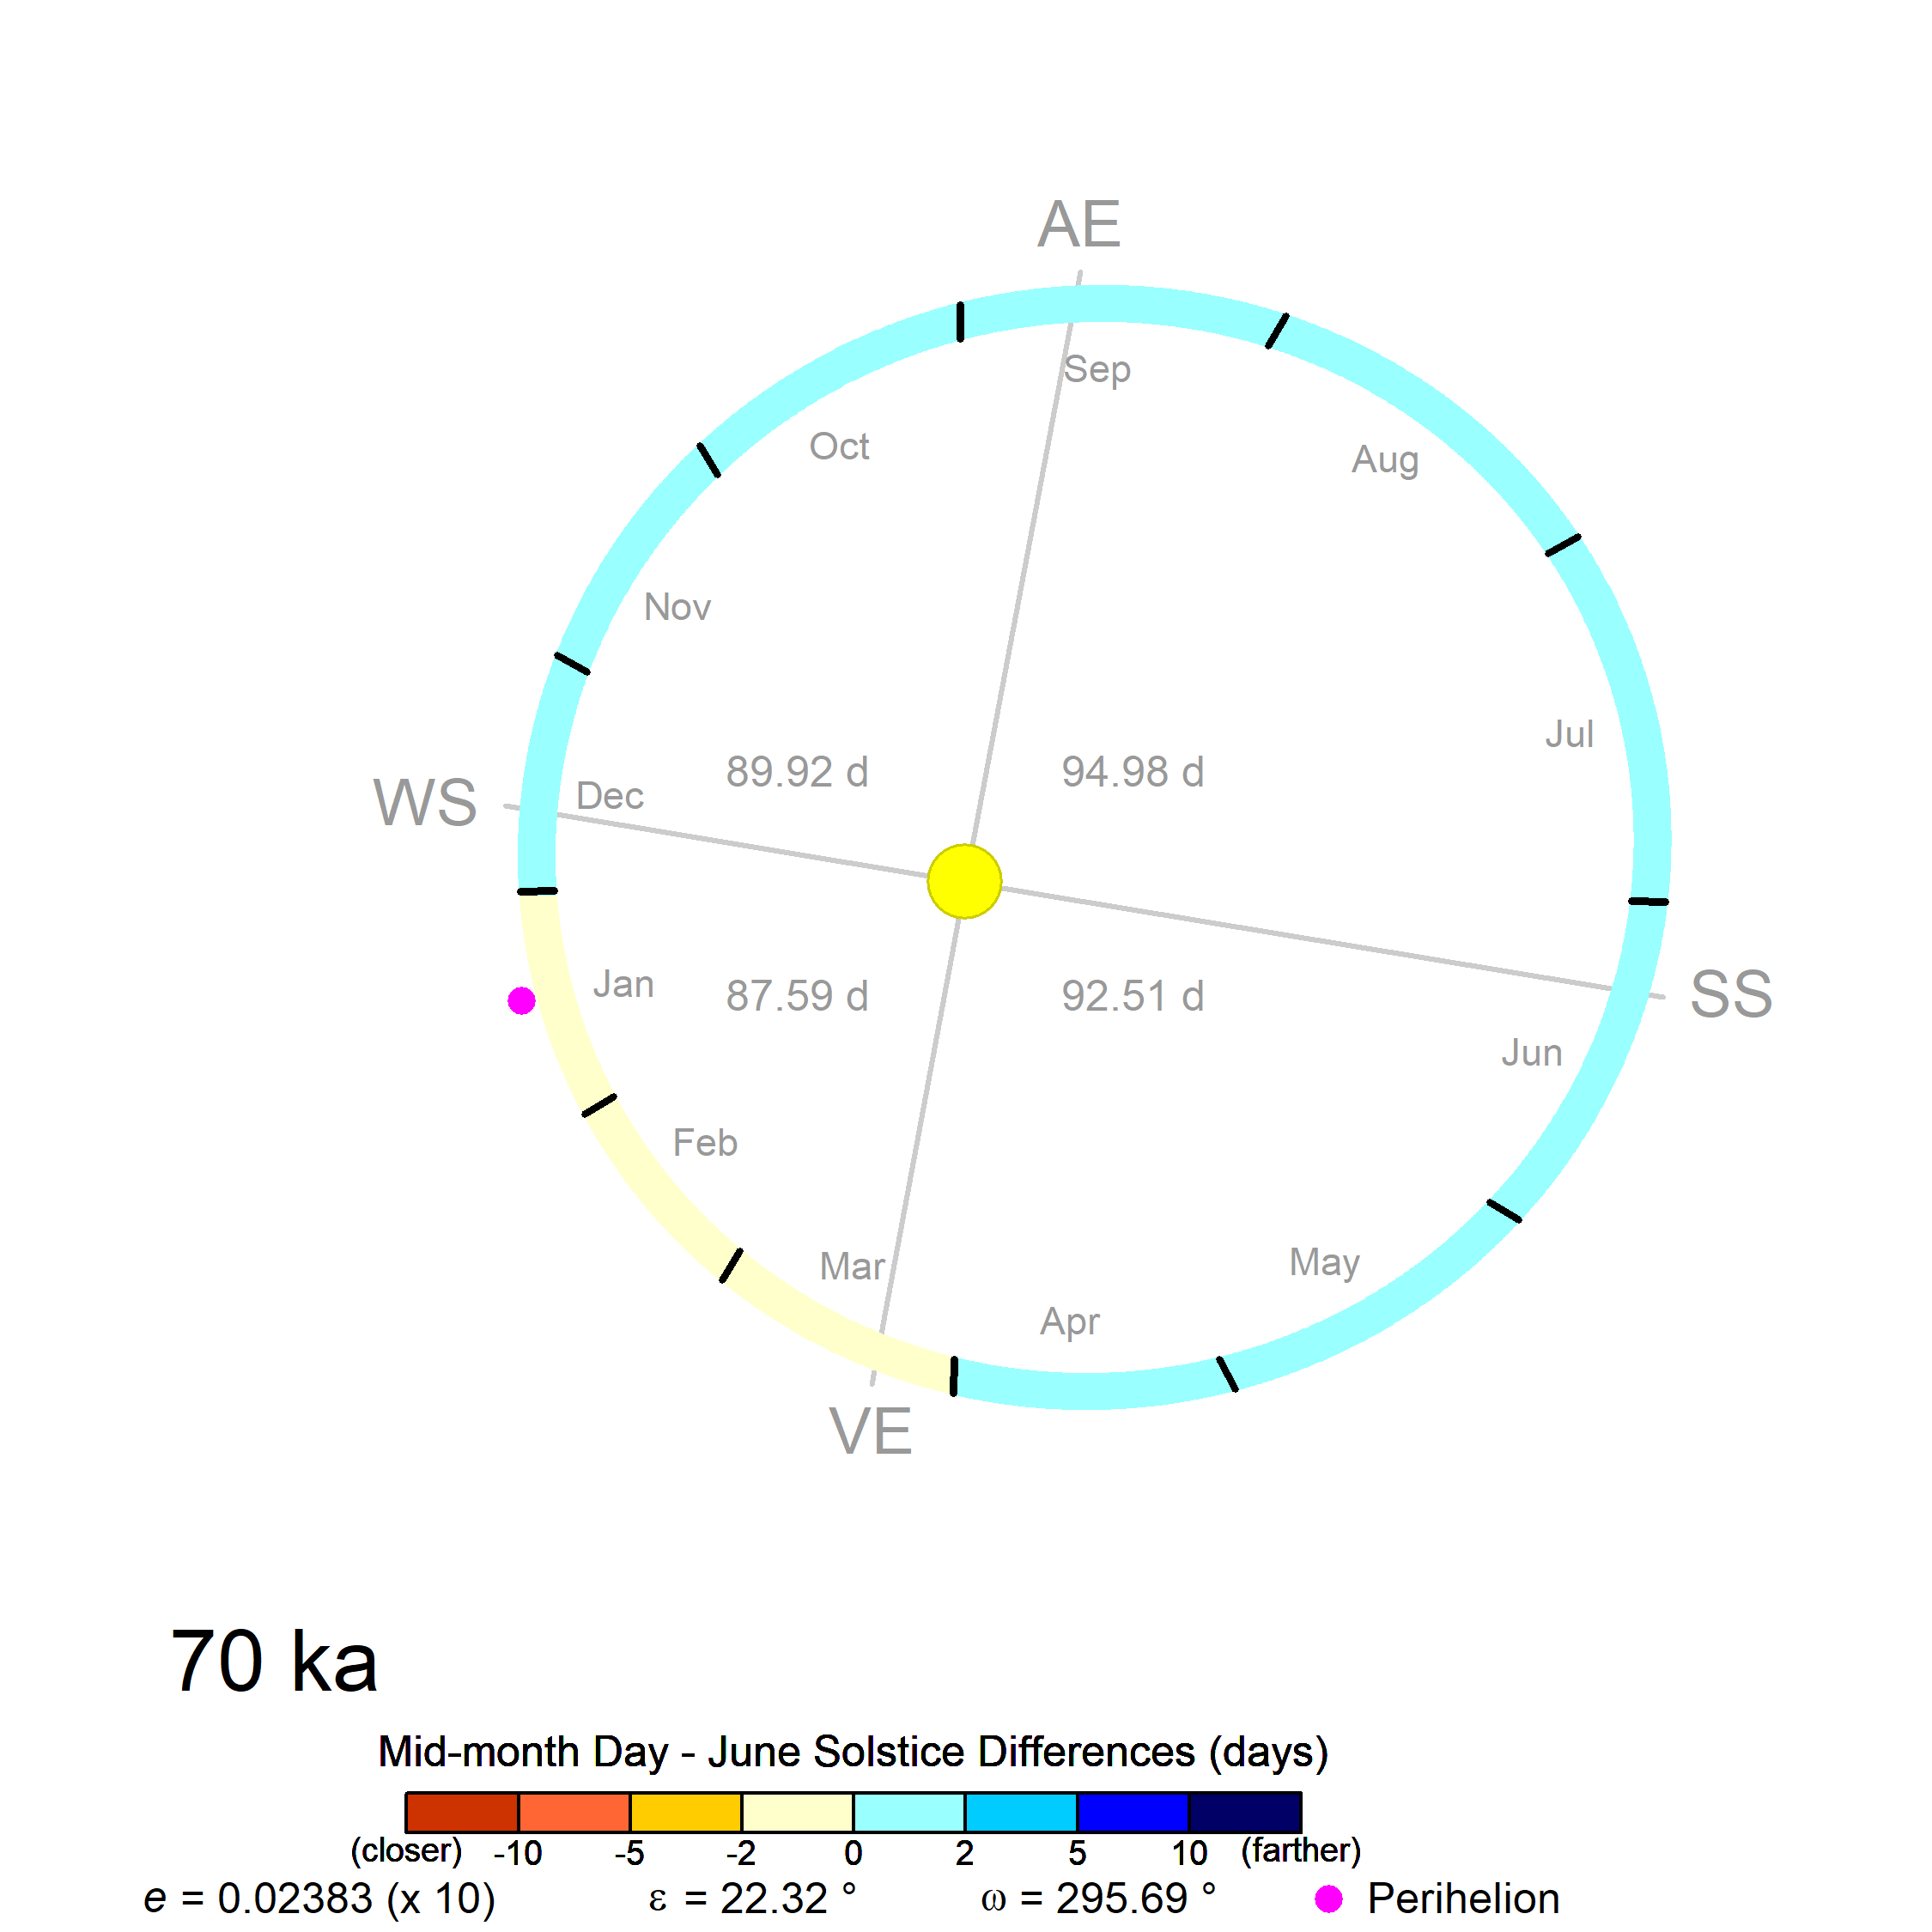 AE
Sep
Oct
Aug
Nov
Jul
89.92 d
94.98 d
WS
Dec
Jan
87.59 d
92.51 d
SS
Jun
Feb
Mar
May
Apr
VE
70 ka
Mid-month Day - June Solstice Differences (days)
(closer) -10 -5 -2 0 2 5 10 (farther)
e = 0.02383 (x 10) ε = 22.32 ° ω = 295.69 ° Perihelion